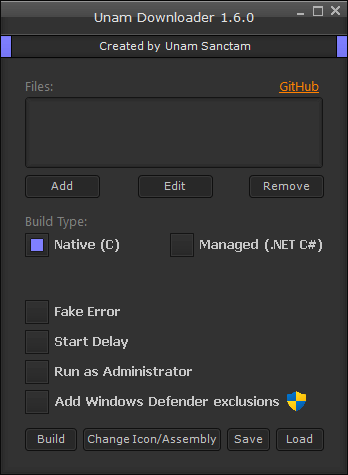 Unam Downloader 1.6.0
Created by Unam Sanctam
Files: GitHub
Add Edit Remove
Build Type:
Native (C) Managed (.NET C#)
Fake Error
Start Delay
Run as Administrator
Add Windows Defender exclusions
Build Change Icon/Assembly Save Load